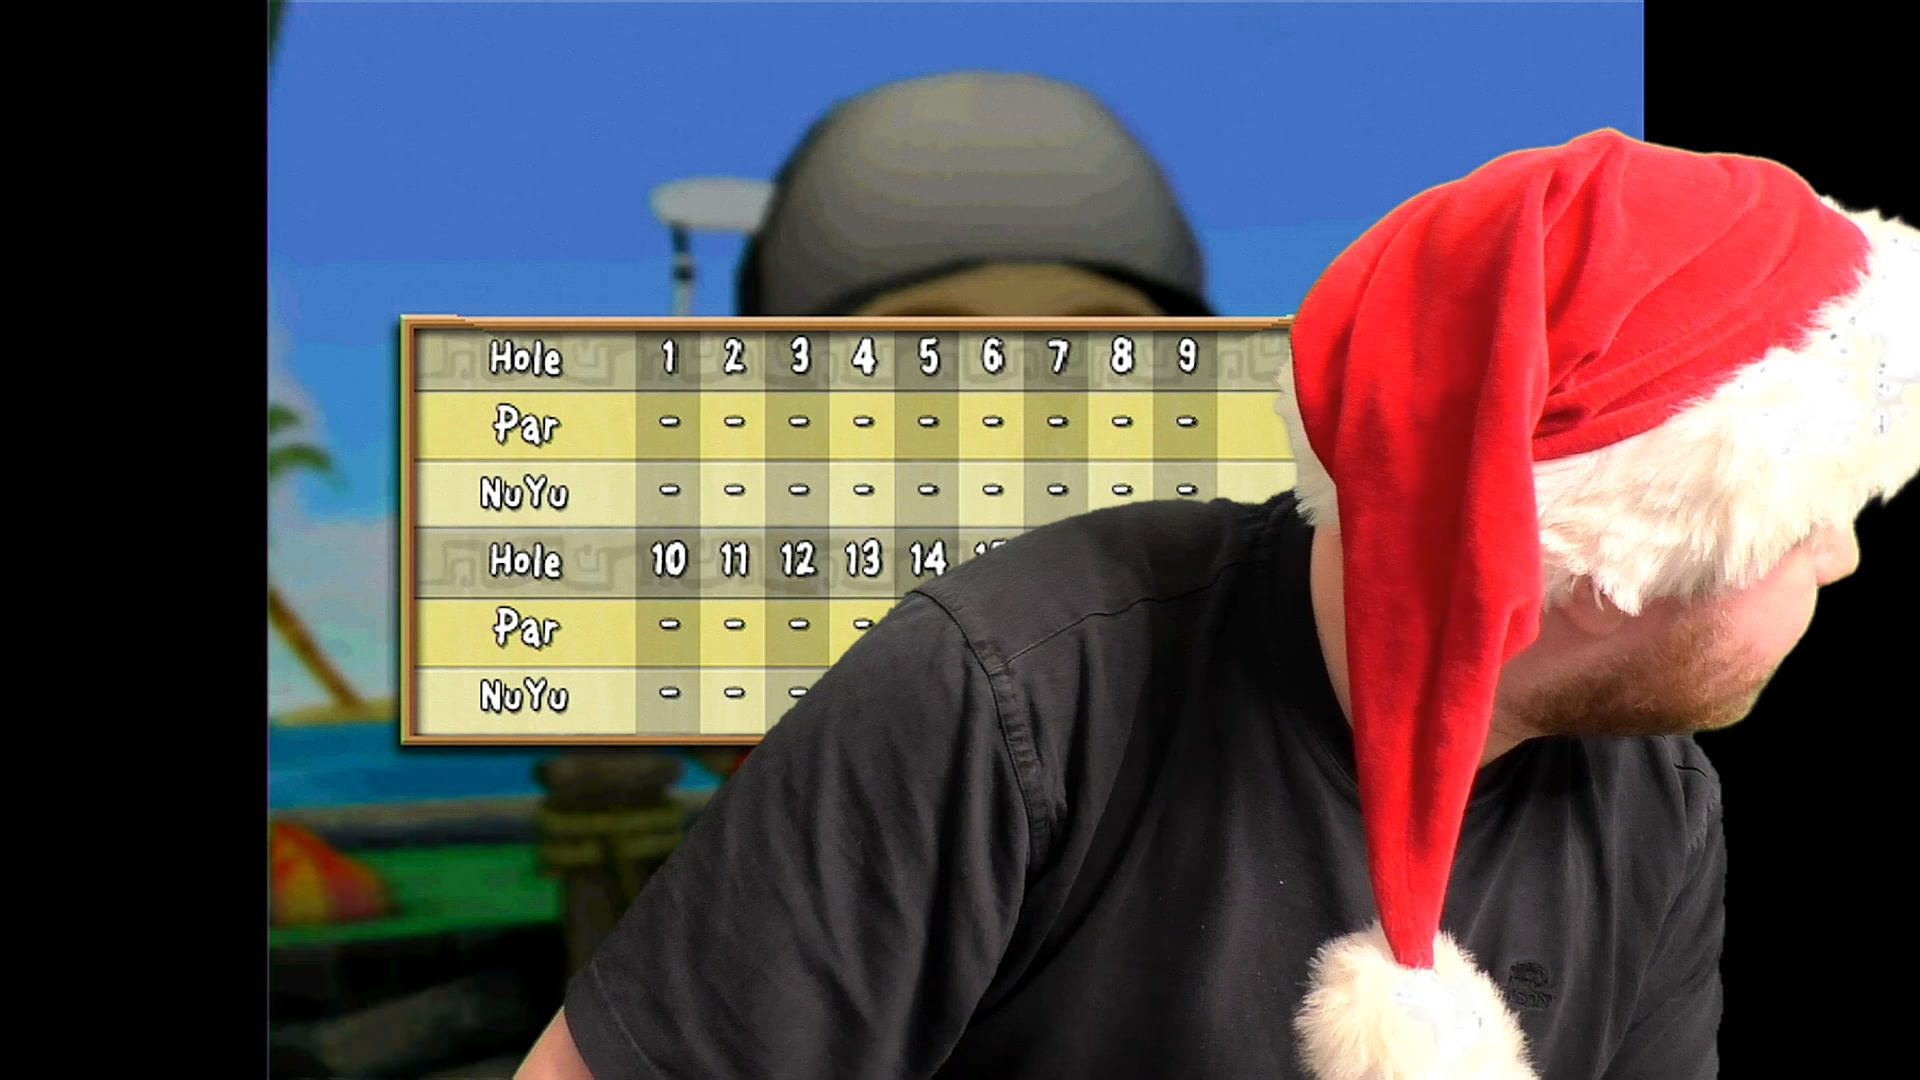 Hole 1 2 3 4 5 6 7 8 9
Par - - - - - - - - -
NuYu - - - - - - - - -
Hole 10 11 12 13 14
Par - - - -
NuYu - - -